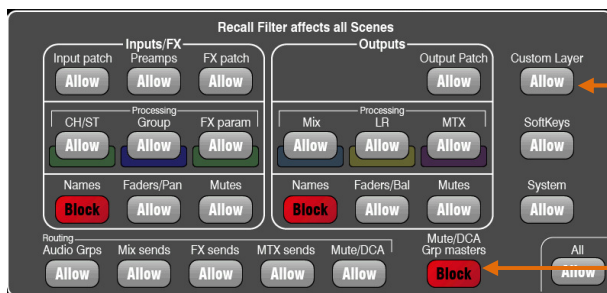 Recall Filter affects all Scenes
Inputs/FX Outputs
Input patch Preamps FX patch Output Patch Custom Layer
Allow Allow Allow Allow Allow
Processing Processing
CH/ST Group FX param Mix LR MTX SoftKeys
Allow Allow Allow Allow Allow Allow Allow
Names Faders/Pan Mutes Names Faders/Bal Mutes System
Block Allow Allow Block Allow Allow Allow
Routing Mute/DCA
Audio Grps Mix sends FX sends MTX sends Mute/DCA Grp masters All
Allow Allow Allow Allow Allow Block Allow